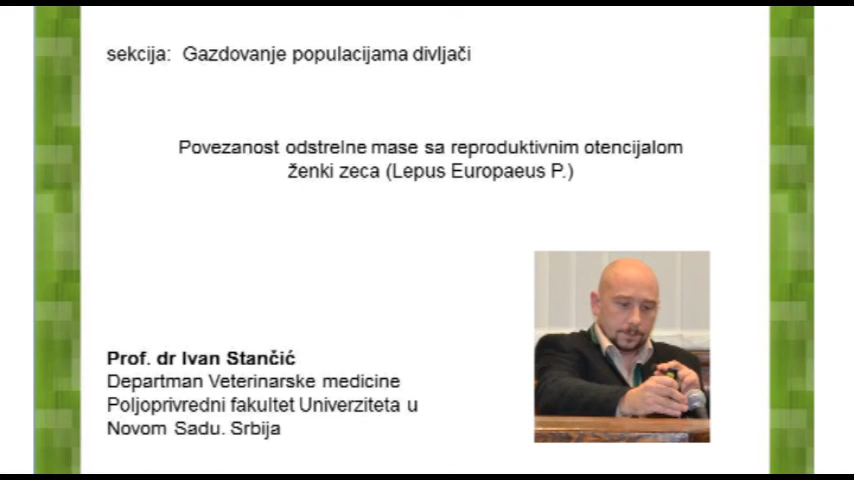 sekcija: Gazdovanje populacijama divljači
Povezanost odstrelne mase sa reproduktivnim otencijalom
ženki zeca (Lepus Europaeus P.)
Prof. dr Ivan Stančić
Departman Veterinarske medicine
Poljoprivredni fakultet Univerziteta u
Novom Sadu. Srbija